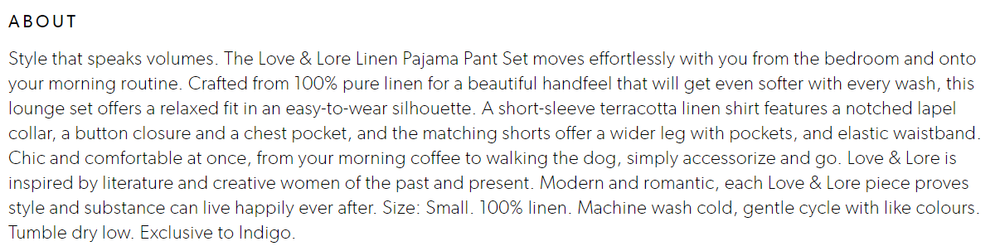 ABOUT
Style that speaks volumes. The Love & Lore Linen Pajama Pant Set moves effortlessly with you from the bedroom and onto
your morning routine. Crafted from 100% pure linen for a beautiful handfeel that will get even softer with every wash, this
lounge set offers a relaxed fit in an easy-to-wear silhouette. A short-sleeve terracotta linen shirt features a notched lapel
collar, a button closure and a chest pocket, and the matching shorts offer a wider leg with pockets, and elastic waistband.
Chic and comfortable at once, from your morning coffee to walking the dog, simply accessorize and go. Love & Lore is
inspired by literature and creative women of the past and present. Modern and romantic, each Love & Lore piece proves
style and substance can live happily ever after. Size: Small. 100% linen. Machine wash cold, gentle cycle with like colours.
Tumble dry low. Exclusive to Indigo.